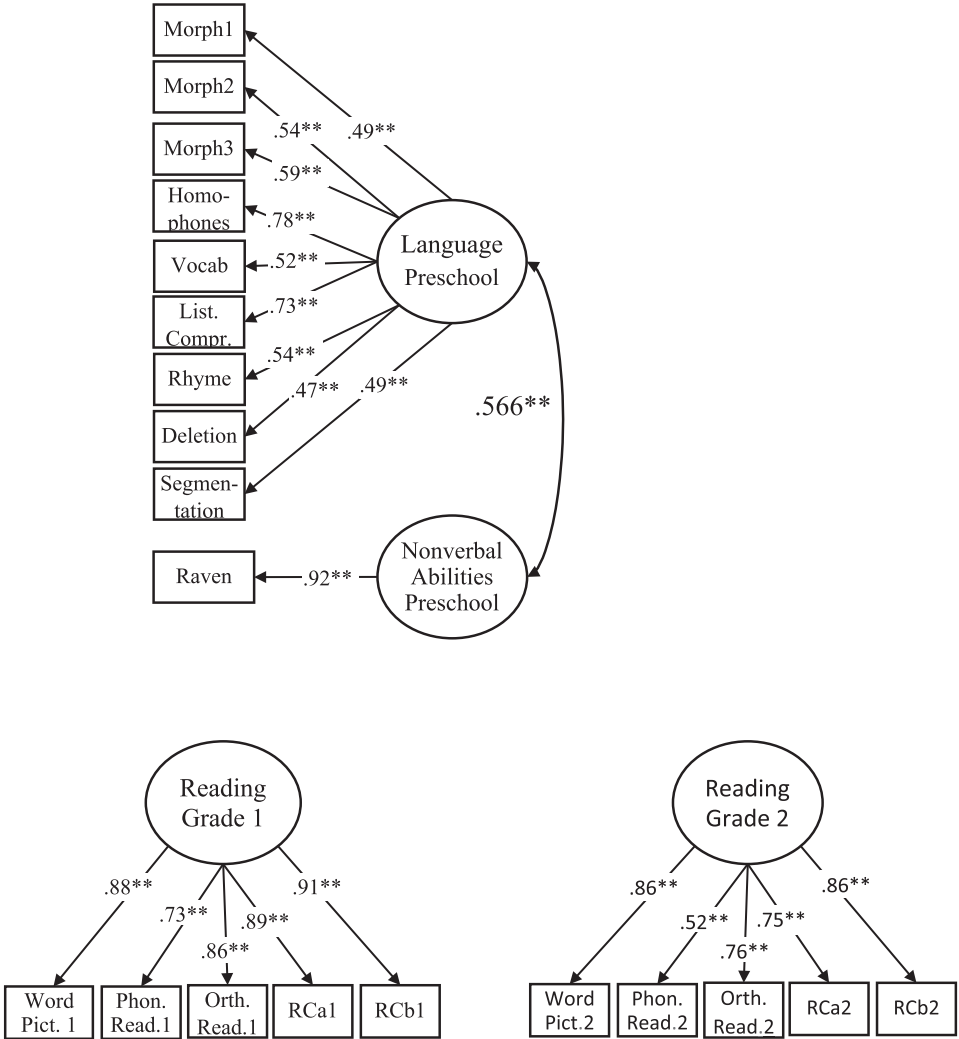 Morph1
Morph2
.54**
.49**
Morph3
.59**
Homo-
phones
.78**
Language
Preschool
Vocab
.52**
List.
Compr.
.73**
Rhyme
.54**
.47**
.49**
.566**
Deletion
Segmen-
tation
Nonverbal
Abilities
Preschool
Raven
.92**
Reading
Grade 1
.88**
.73**
.86**
.89**
.91**
Word
Pict. 1
Phon.
Read.1
Orth.
Read.1
RCa1
RCb1
Reading
Grade 2
.86**
.52**
.76**
.75**
.86**
Word
Pict.2
Phon.
Read.2
Orth.
Read.2
RCa2
RCb2